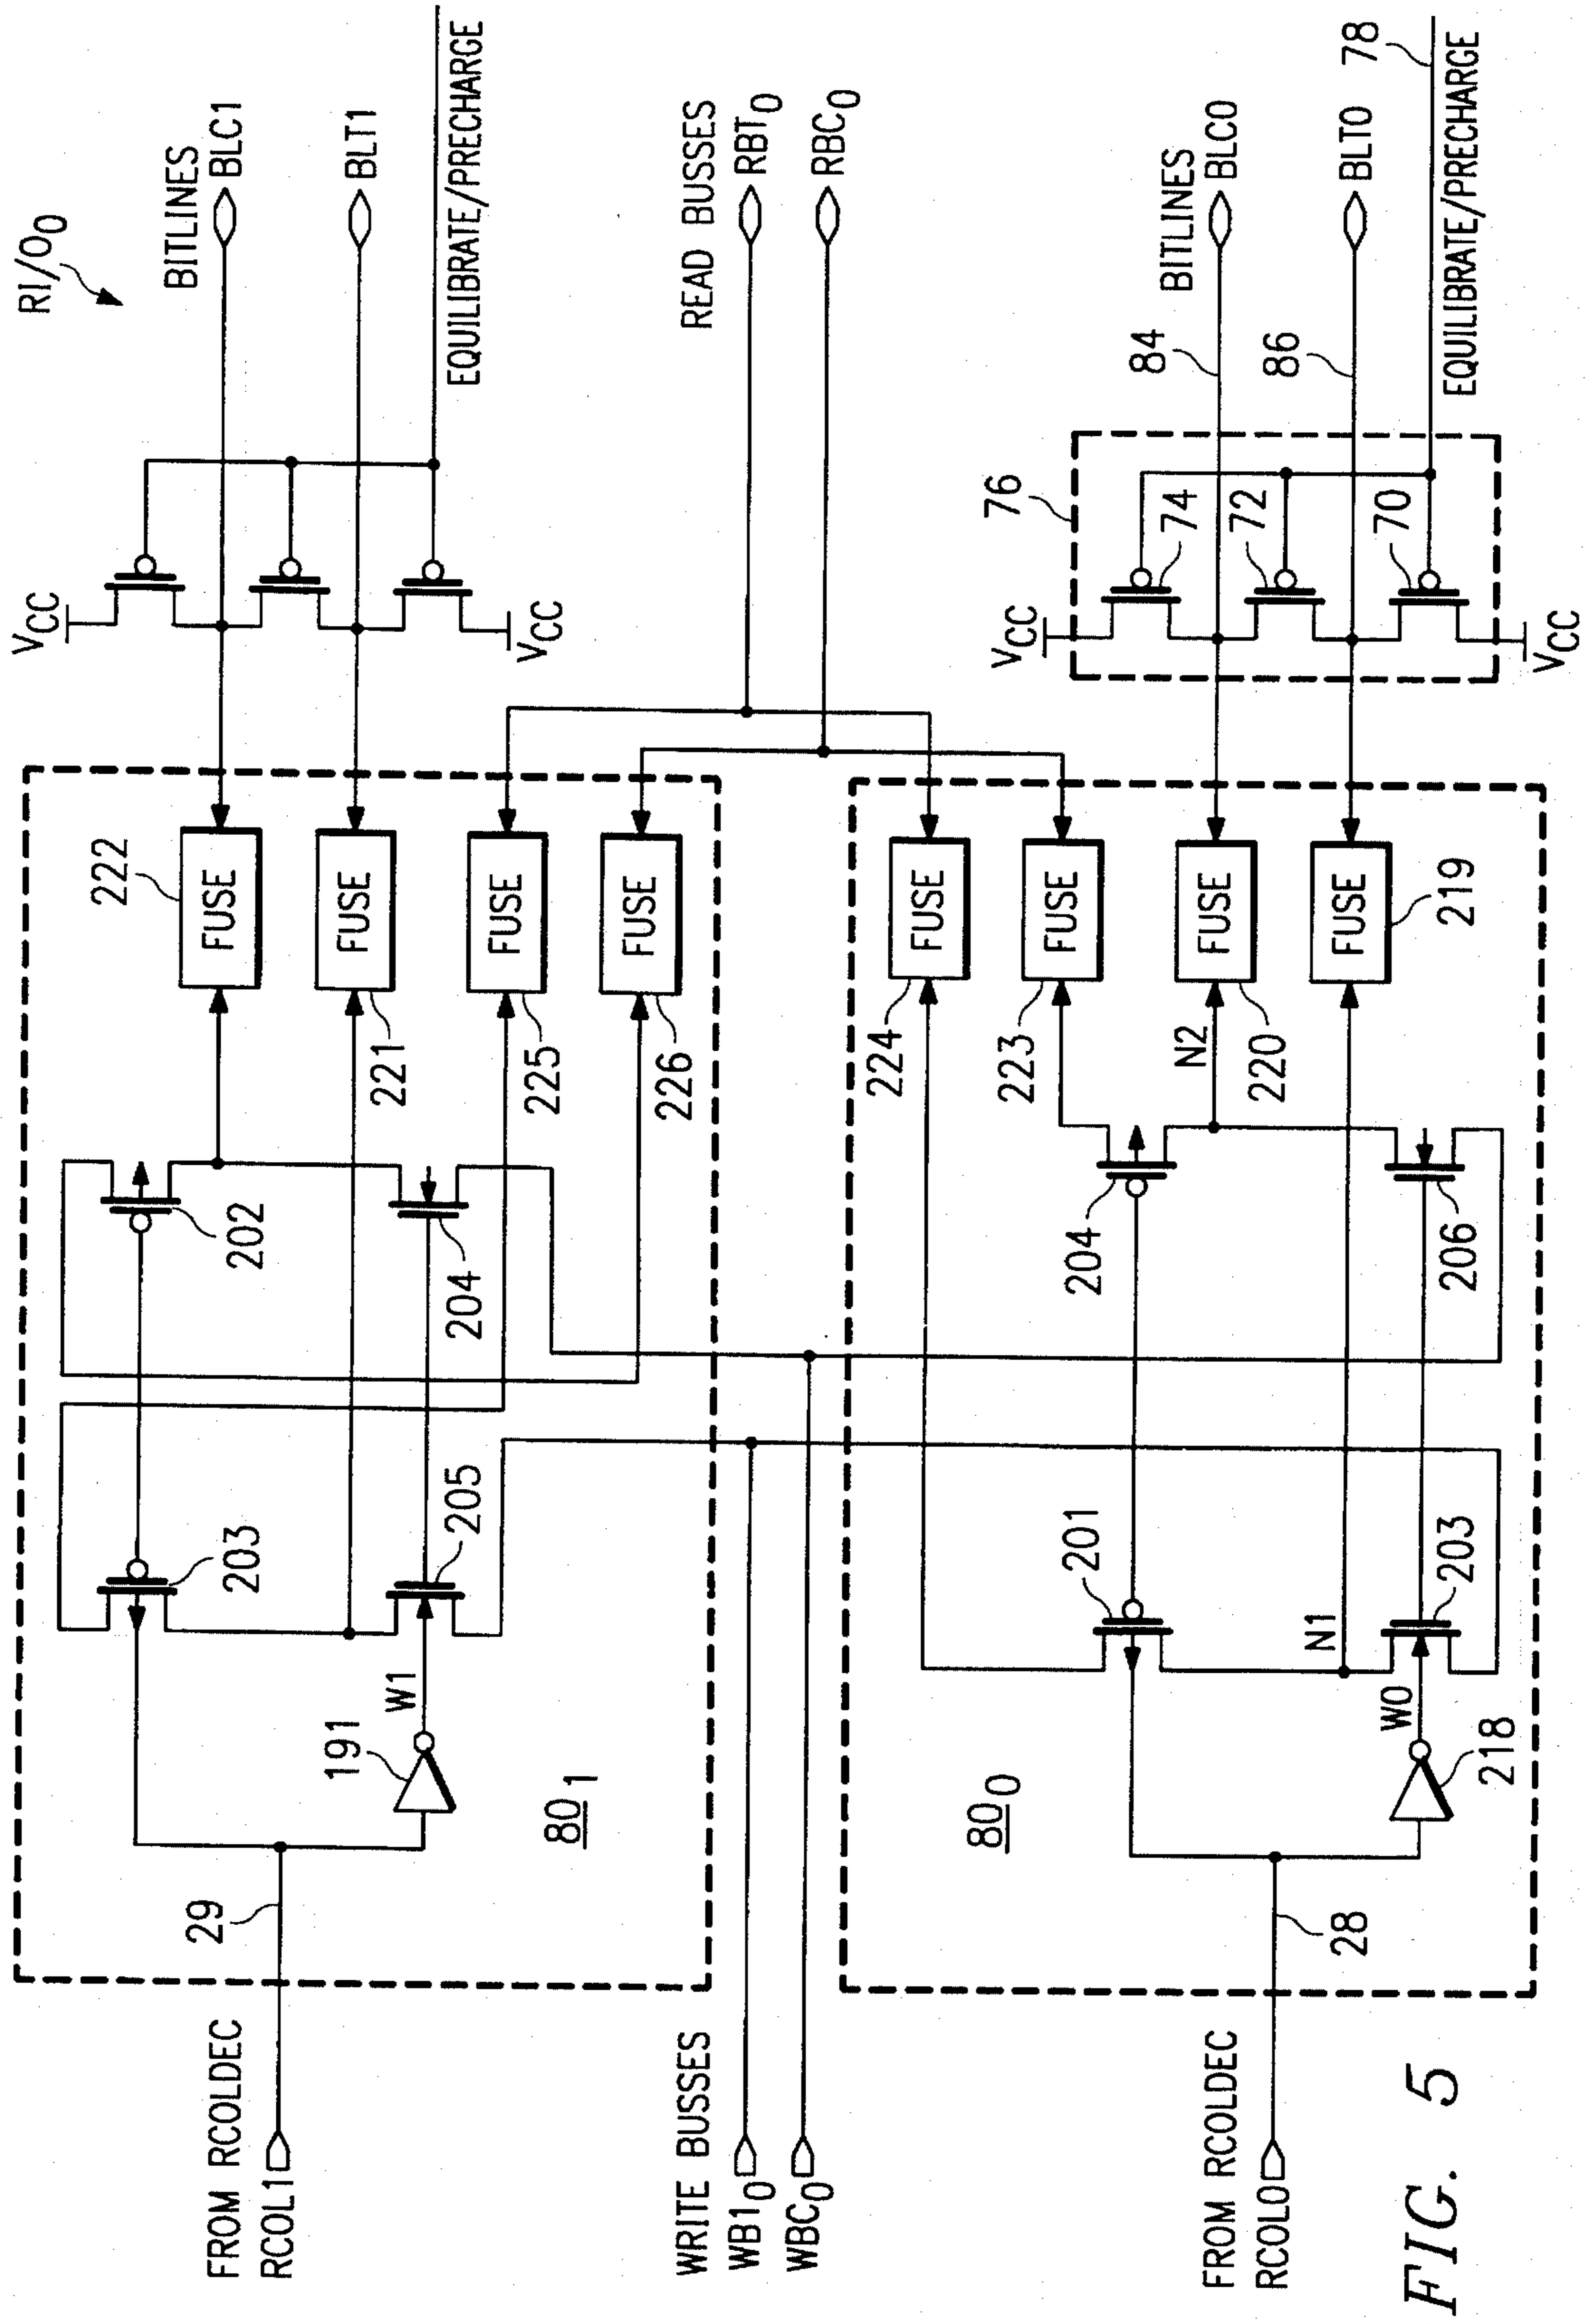 RI/O0
BITLINES
BLC1
BLT1
EQUILIBRATE/PRECHARGE
VCC
VCC
222
FUSE
221
FUSE
225
FUSE
226
FUSE
202
204
203
205
W1
191
801
29
FROM RCOLDEC
RCOL1
READ BUSSES
RBT0
RBC0
WRITE BUSSES
WB10
WBC0
BITLINES
84
BLC0
86
BLT0
78
EQUILIBRATE/PRECHARGE
76
VCC
74
72
70
VCC
224
FUSE
223
FUSE
N2
220
FUSE
219
FUSE
204
206
201
N1
203
W0
218
800
28
FROM RCOLDEC
RCOL0
FIG. 5